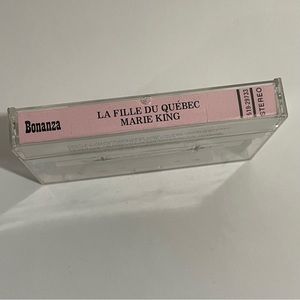 Bonanza
LA FILLE DU QUÉBEC
MARIE KING
STEREO